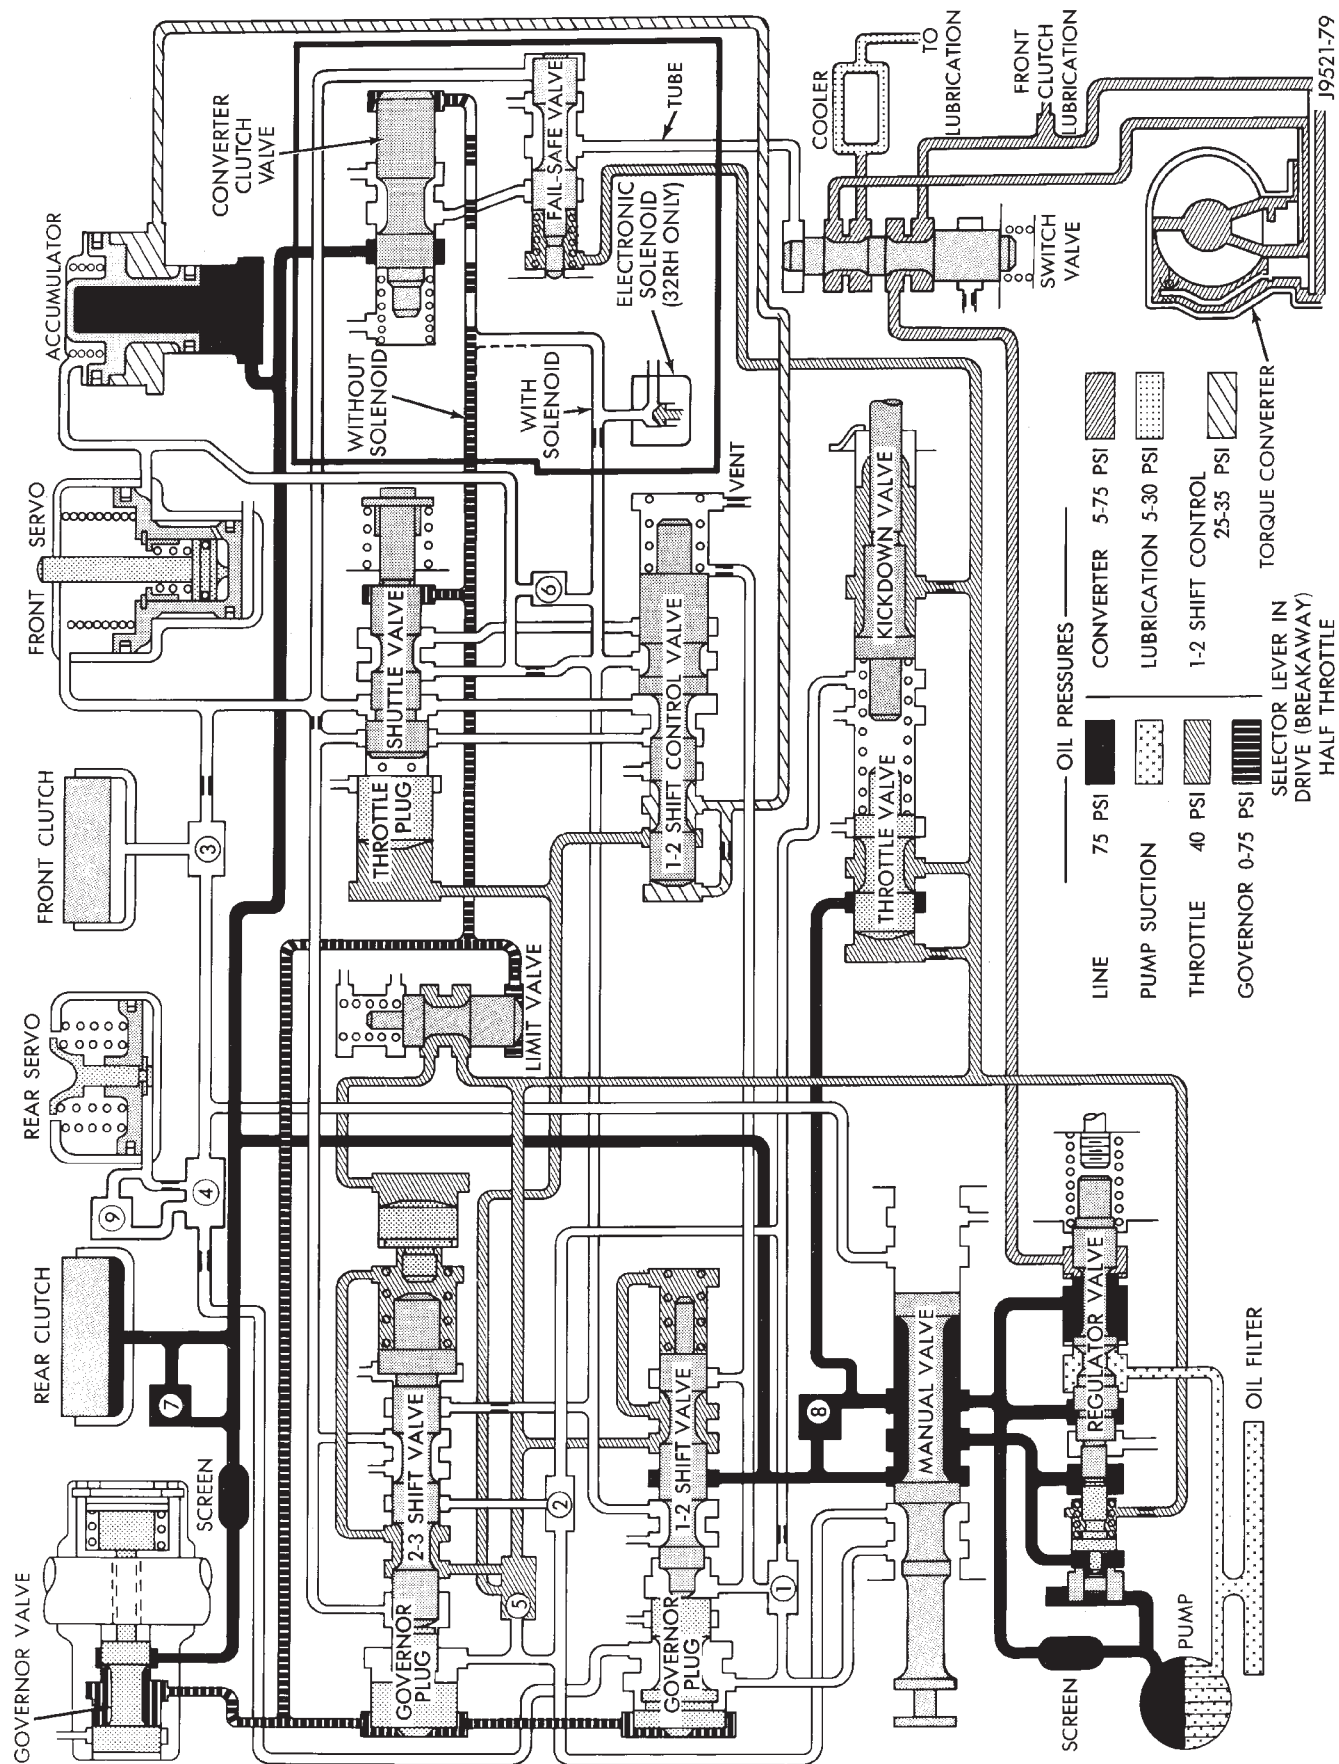 GOVERNOR VALVE
REAR CLUTCH
REAR SERVO
FRONT CLUTCH
FRONT SERVO
ACCUMULATOR
SCREEN
7
9
4
3
CONVERTER
CLUTCH
VALVE
GOVERNOR
PLUG
2-3 SHIFT VALVE
LIMIT VALVE
THROTTLE
PLUG
SHUTTLE VALVE
WITHOUT
SOLENOID
5
2
6
WITH
SOLENOID
FAIL-SAFE VALVE
ELECTRONIC
SOLENOID
(32RH ONLY)
TUBE
GOVERNOR
PLUG
1-2 SHIFT VALVE
1-2 SHIFT CONTROL VALVE
VENT
1
8
COOLER
TO
LUBRICATION
FRONT
CLUTCH
LUBRICATION
MANUAL VALVE
THROTTLE VALVE
KICKDOWN VALVE
SWITCH
VALVE
SCREEN
PUMP
REGULATOR VALVE
OIL FILTER
OIL PRESSURES
LINE 75 PSI
PUMP SUCTION
THROTTLE 40 PSI
GOVERNOR 0-75 PSI
CONVERTER 5-75 PSI
LUBRICATION 5-30 PSI
1-2 SHIFT CONTROL
25-35 PSI
TORQUE CONVERTER
SELECTOR LEVER IN
DRIVE (BREAKAWAY)
HALF THROTTLE
J9521-79